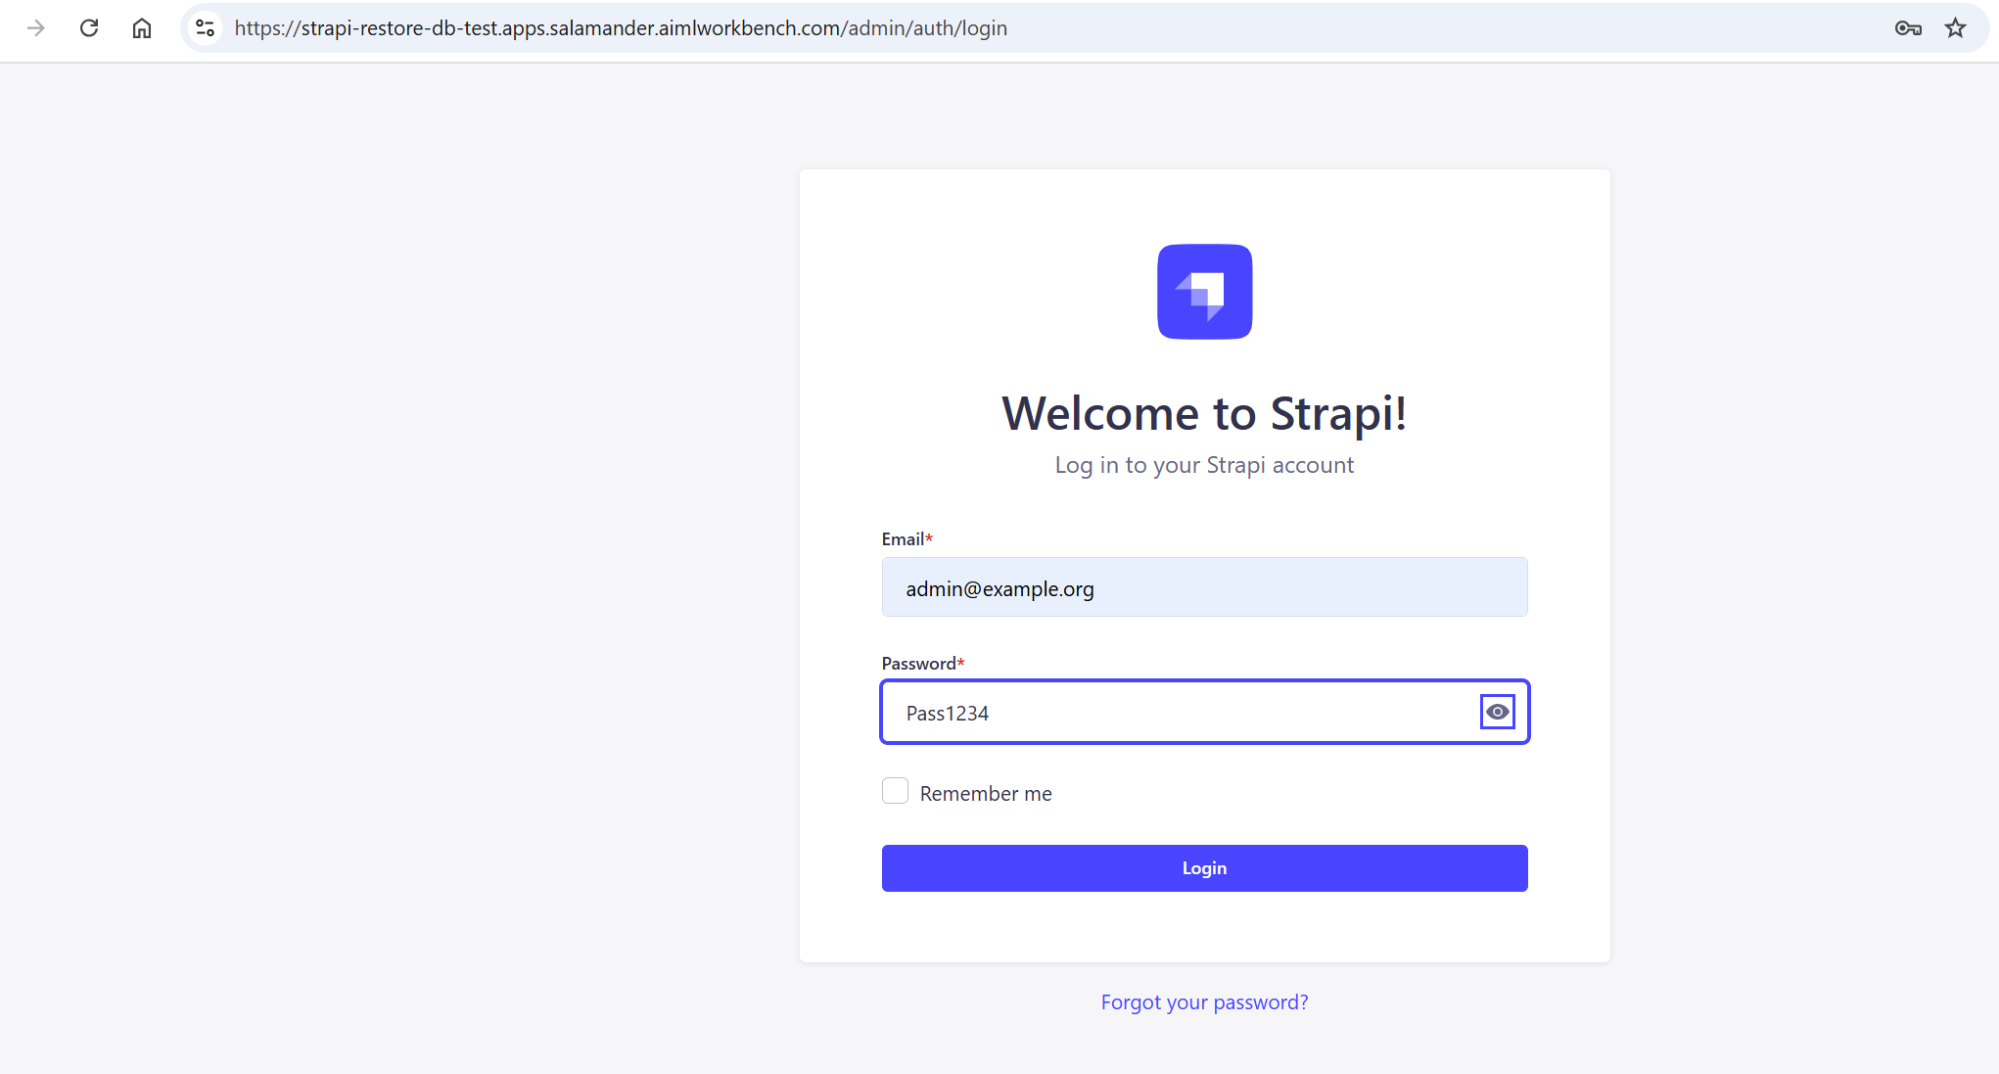 https://strapi-restore-db-test.apps.salamander.aimlworkbench.com/admin/auth/login
Welcome to Strapi!
Log in to your Strapi account
Email*
admin@example.org
Password*
Pass1234
Remember me
Login
Forgot your password?